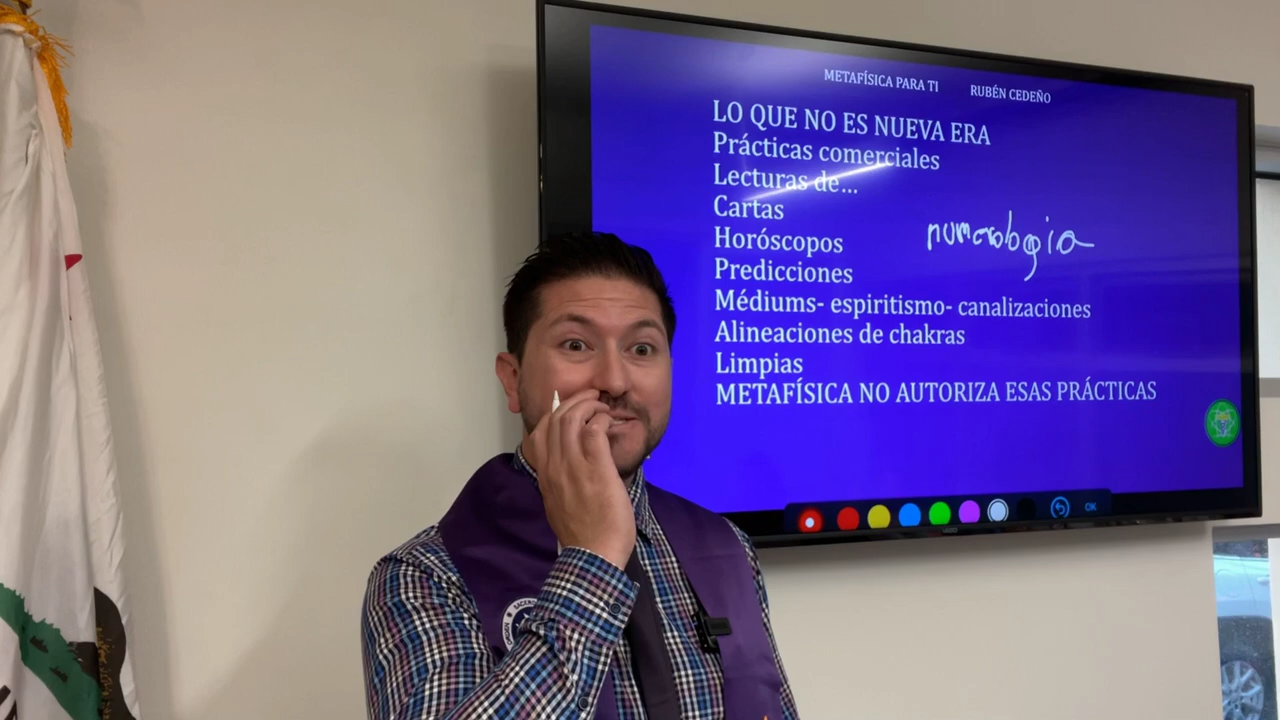 METAFÍSICA PARA TI RUBÉN CEDEÑO
LO QUE NO ES NUEVA ERA
Prácticas comerciales
Lecturas de...
Cartas
Horóscopos
numerologia
Predicciones
Médiums- espiritismo- canalizaciones
Alineaciones de chakras
Limpias
METAFÍSICA NO AUTORIZA ESAS PRÁCTICAS
OK